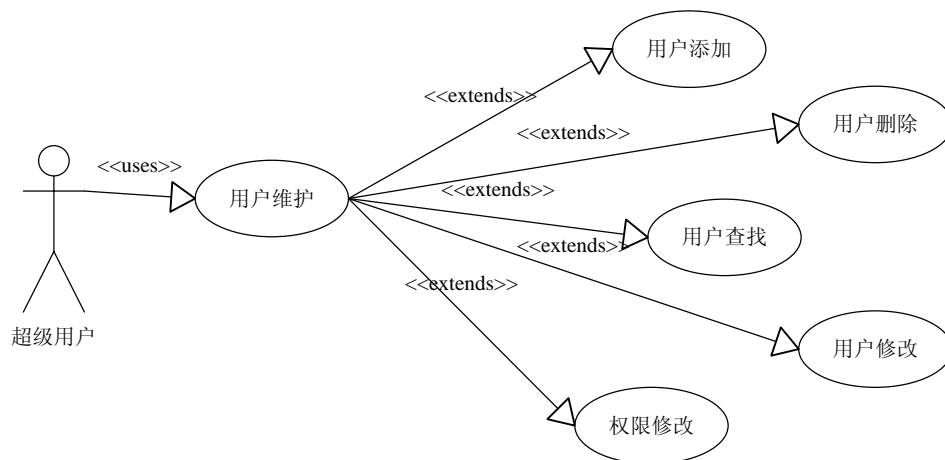 用户添加
<<extends>>
用户删除
<<extends>>
<<uses>>
<<extends>>
用户维护
用户查找
<<extends>>
<<extends>>
超级用户
用户修改
权限修改